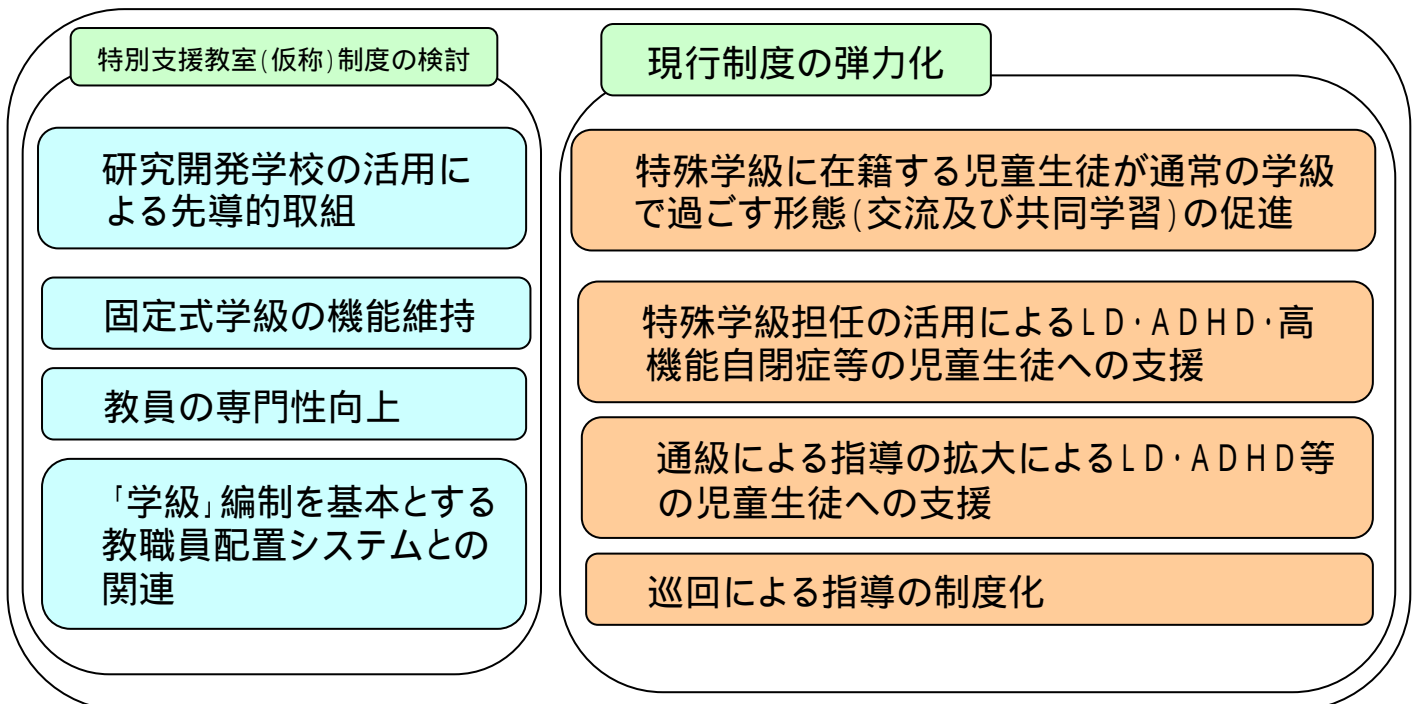 特別支援教室(仮称)制度の検討
研究開発学校の活用に
よる先導的取組
固定式学級の機能維持
教員の専門性向上
「学級」編制を基本とする
教職員配置システムとの
関連
現行制度の弾力化
特殊学級に在籍する児童生徒が通常の学級
で過ごす形態(交流及び共同学習)の促進
特殊学級担任の活用によるLD・ADHD・高
機能自閉症等の児童生徒への支援
通級による指導の拡大によるLD・ADHD等
の児童生徒への支援
巡回による指導の制度化